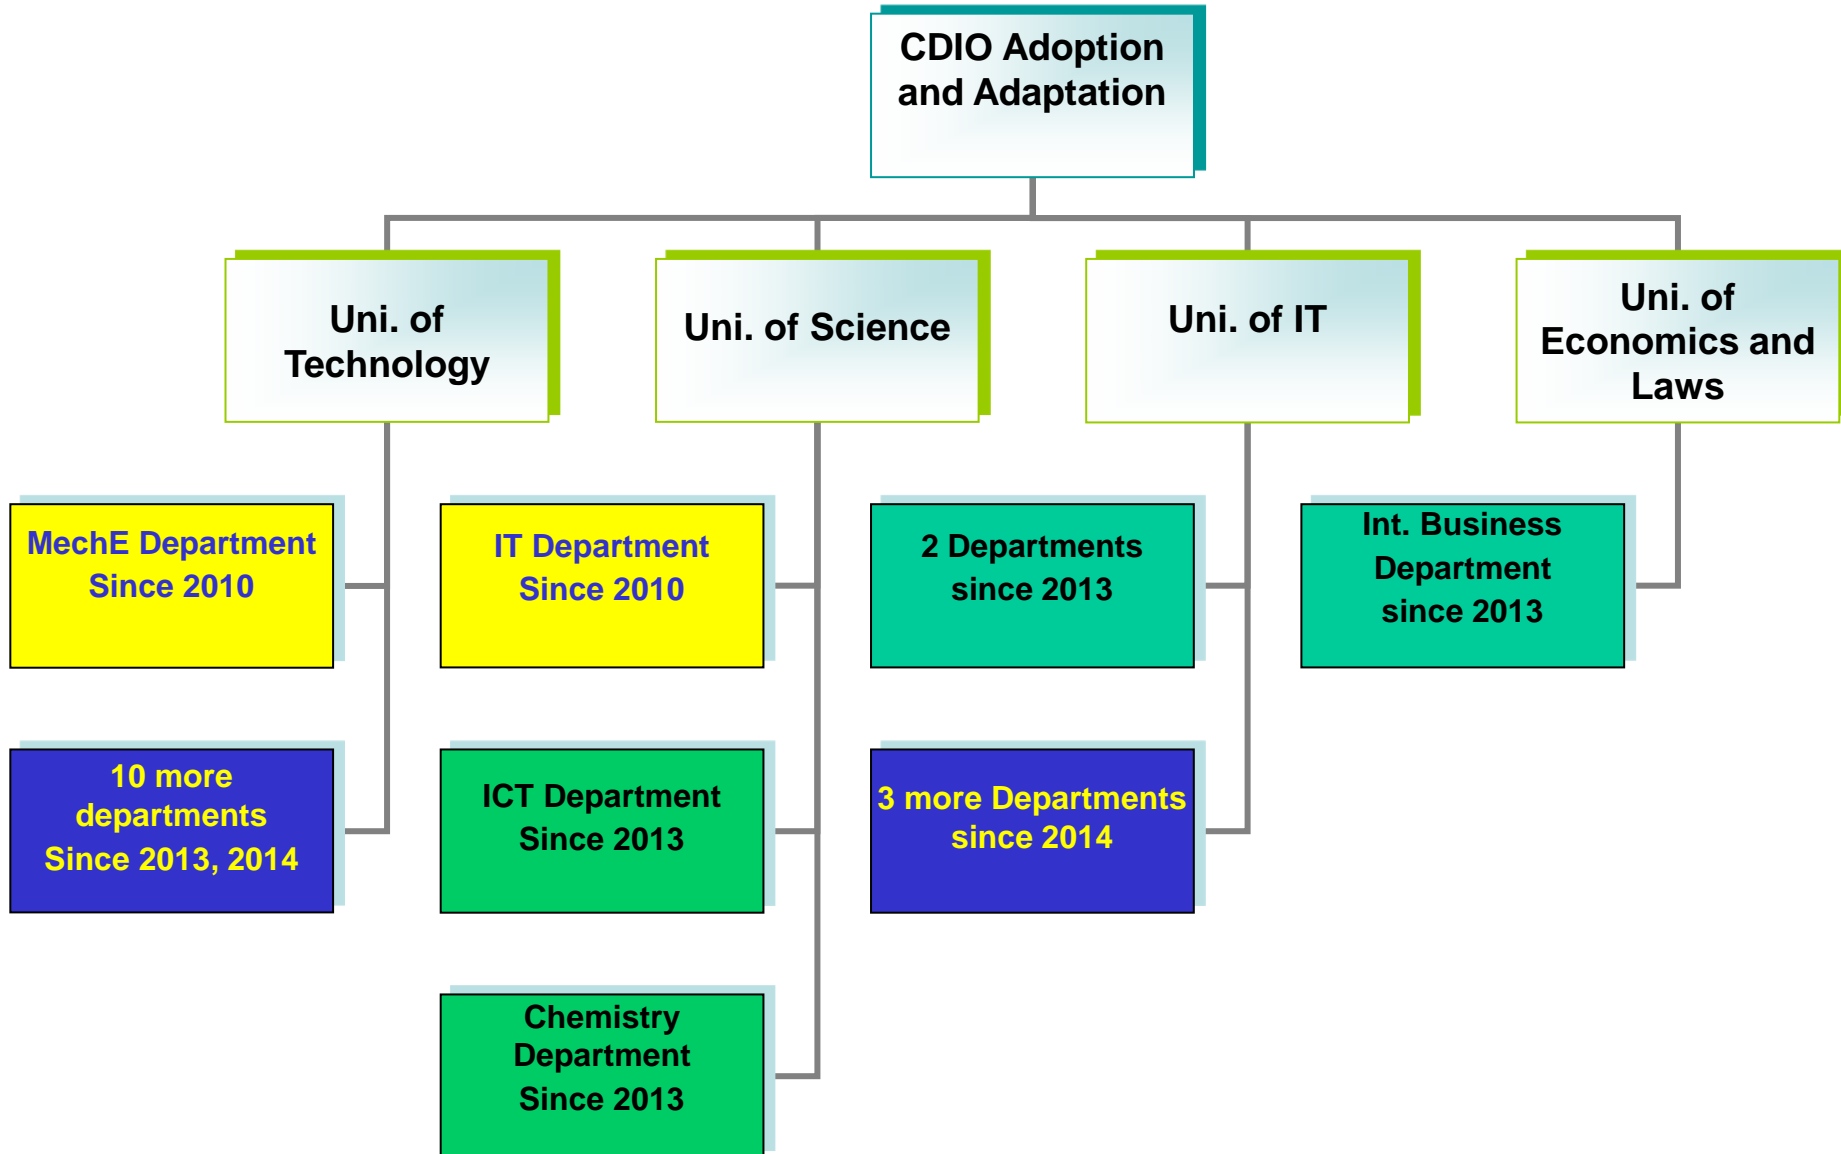 CDIO Adoption
and Adaptation
Uni. of
Technology
Uni. of Science
Uni. of IT
Uni. of
Economics and
Laws
MechE Department
Since 2010
IT Department
Since 2010
2 Departments
since 2013
Int. Business
Department
since 2013
10 more
departments
Since 2013, 2014
ICT Department
Since 2013
3 more Departments
since 2014
Chemistry
Department
Since 2013